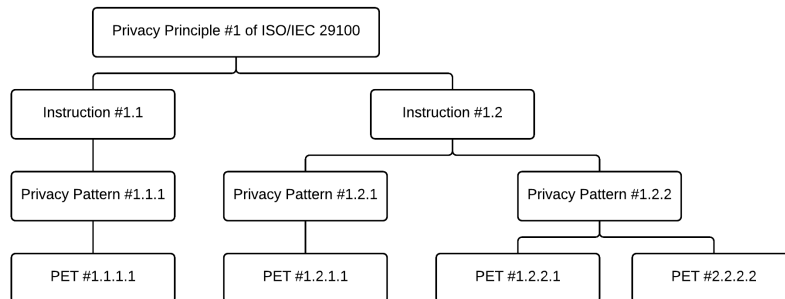 Privacy Principle #1 of ISO/IEC 29100
Instruction #1.1
Instruction #1.2
Privacy Pattern #1.1.1
Privacy Pattern #1.2.1
Privacy Pattern #1.2.2
PET #1.1.1.1
PET #1.2.1.1
PET #1.2.2.1
PET #2.2.2.2